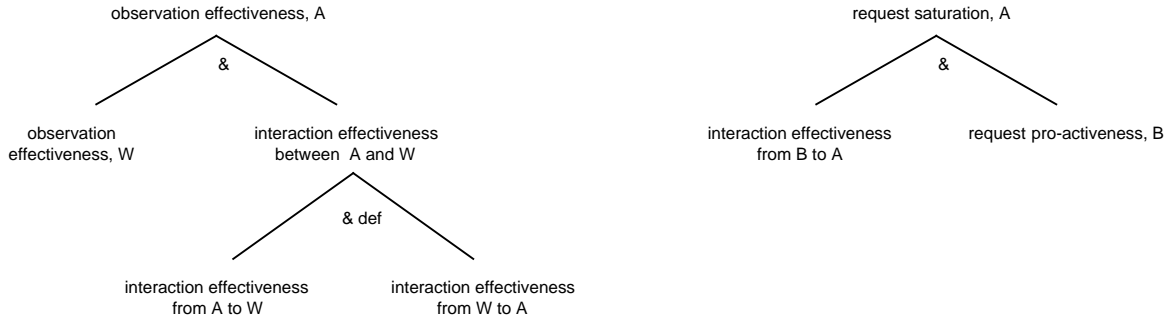 observation effectiveness, A
&
observation
effectiveness, W
interaction effectiveness
between A and W
& def
interaction effectiveness
from A to W
interaction effectiveness
from W to A
request saturation, A
&
interaction effectiveness
from B to A
request pro-activeness, B